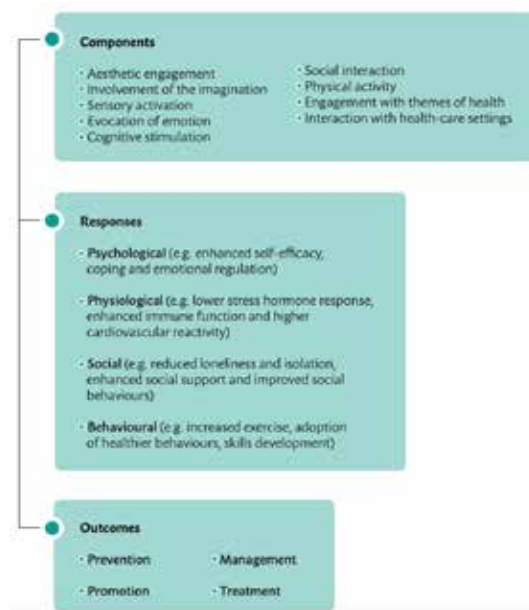 Components
· Aesthetic engagement
· Involvement of the imagination
· Sensory activation
· Evocation of emotion
· Cognitive stimulation
· Social interaction
· Physical activity
· Engagement with themes of health
· Interaction with health-care settings
Responses
· Psychological (e.g. enhanced self-efficacy,
coping and emotional regulation)
· Physiological (e.g. lower stress hormone response,
enhanced immune function and higher
cardiovascular reactivity)
· Social (e.g. reduced loneliness and isolation,
enhanced social support and improved social
behaviours)
· Behavioural (e.g. increased exercise, adoption
of healthier behaviours, skills development)
Outcomes
· Prevention
· Management
· Promotion
· Treatment